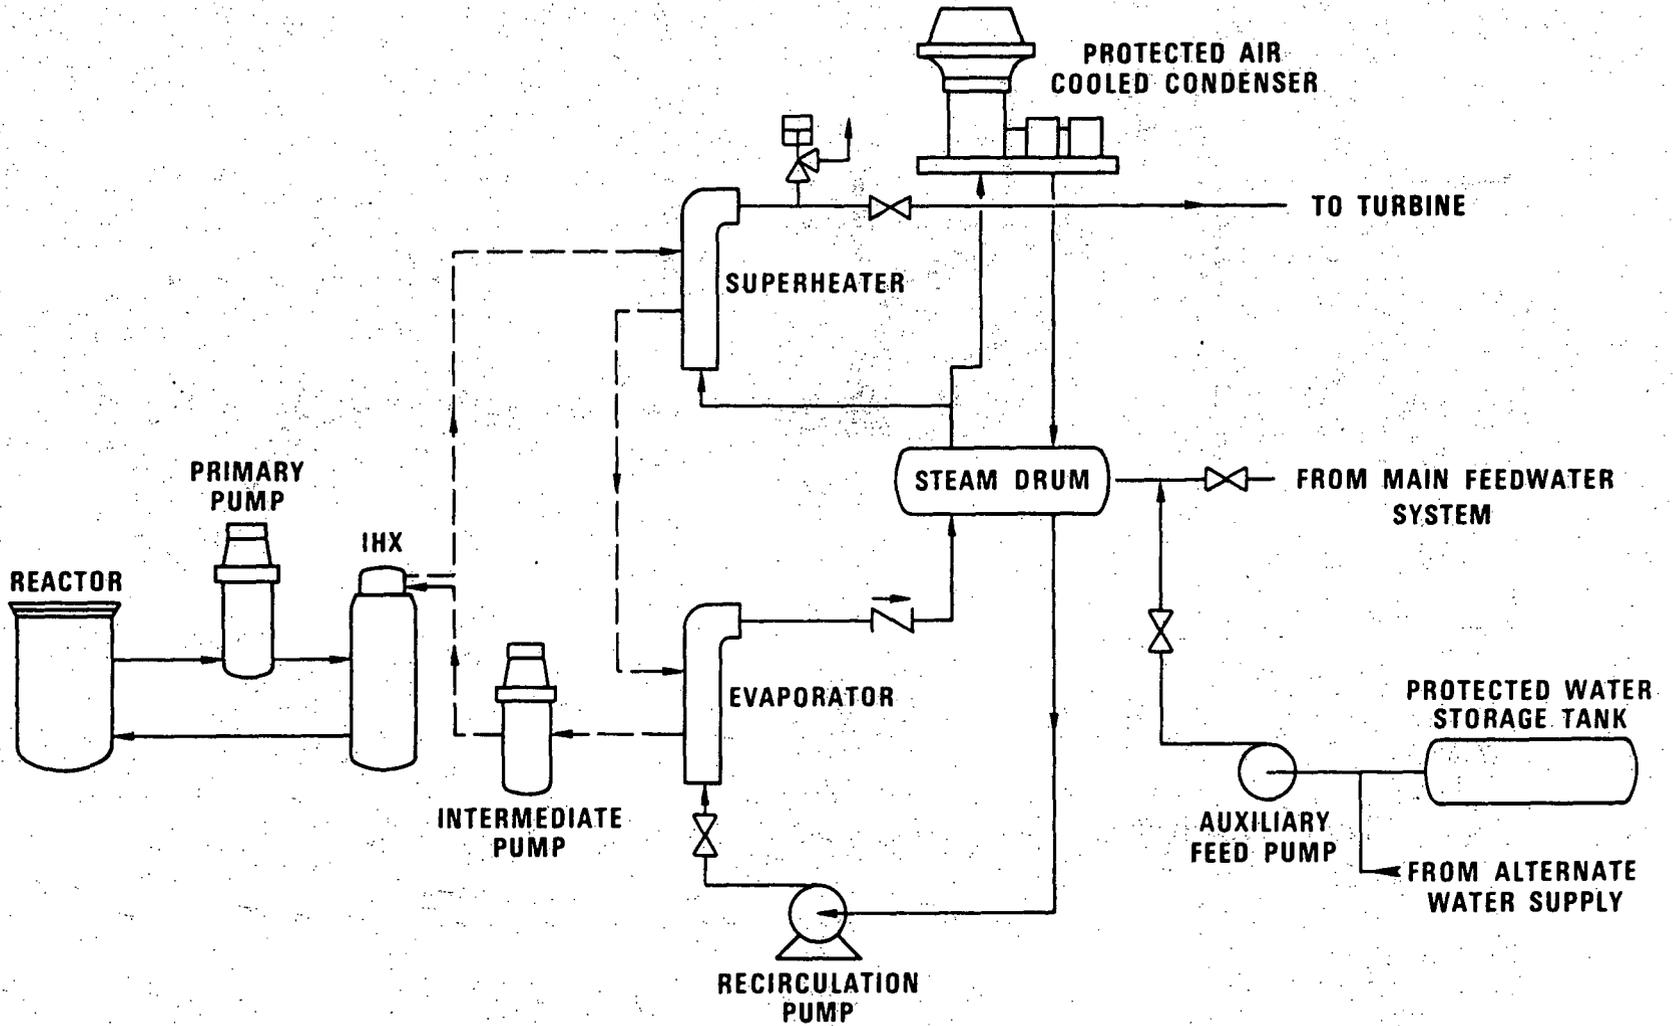 PROTECTED AIR
COOLED CONDENSER
TO TURBINE
SUPERHEATER
STEAM DRUM
FROM MAIN FEEDWATER
SYSTEM
PRIMARY
PUMP
IHX
REACTOR
EVAPORATOR
PROTECTED WATER
STORAGE TANK
INTERMEDIATE
PUMP
AUXILIARY
FEED PUMP
FROM ALTERNATE
WATER SUPPLY
RECIRCULATION
PUMP